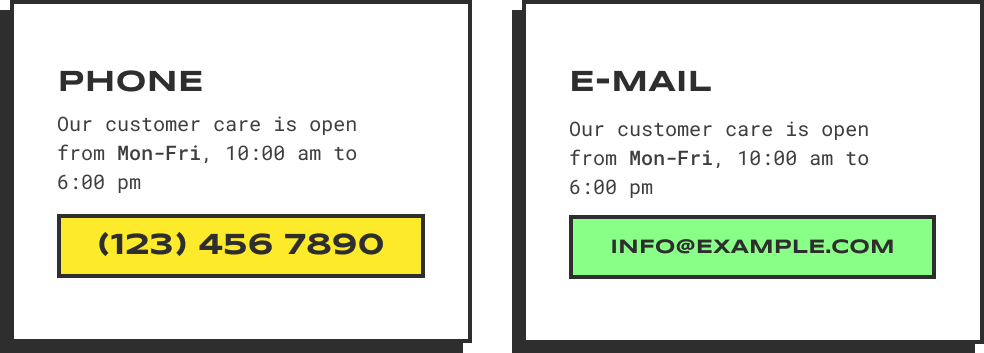 PHONE
Our customer care is open
from Mon-Fri, 10:00 am to
6:00 pm
(123) 456 7890
E-MAIL
Our customer care is open
from Mon-Fri, 10:00 am to
6:00 pm
INFO@EXAMPLE.COM